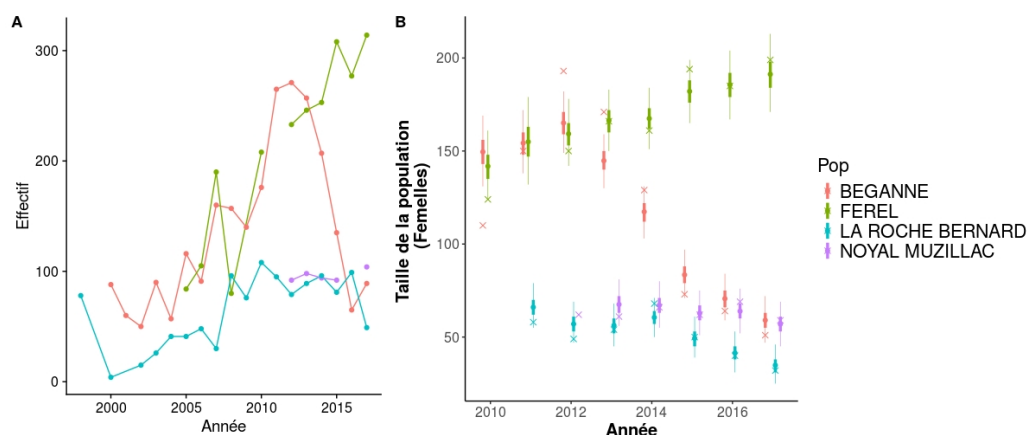 A
300
200
100
0
Effectif
2000
2005
2010
2015
Année
B
200
150
100
50
Taille de la population
(Femelles)
2010
2012
2014
2016
Année
Pop
BEGANNE
FEREL
LA ROCHE BERNARD
NOYAL MUZILLAC